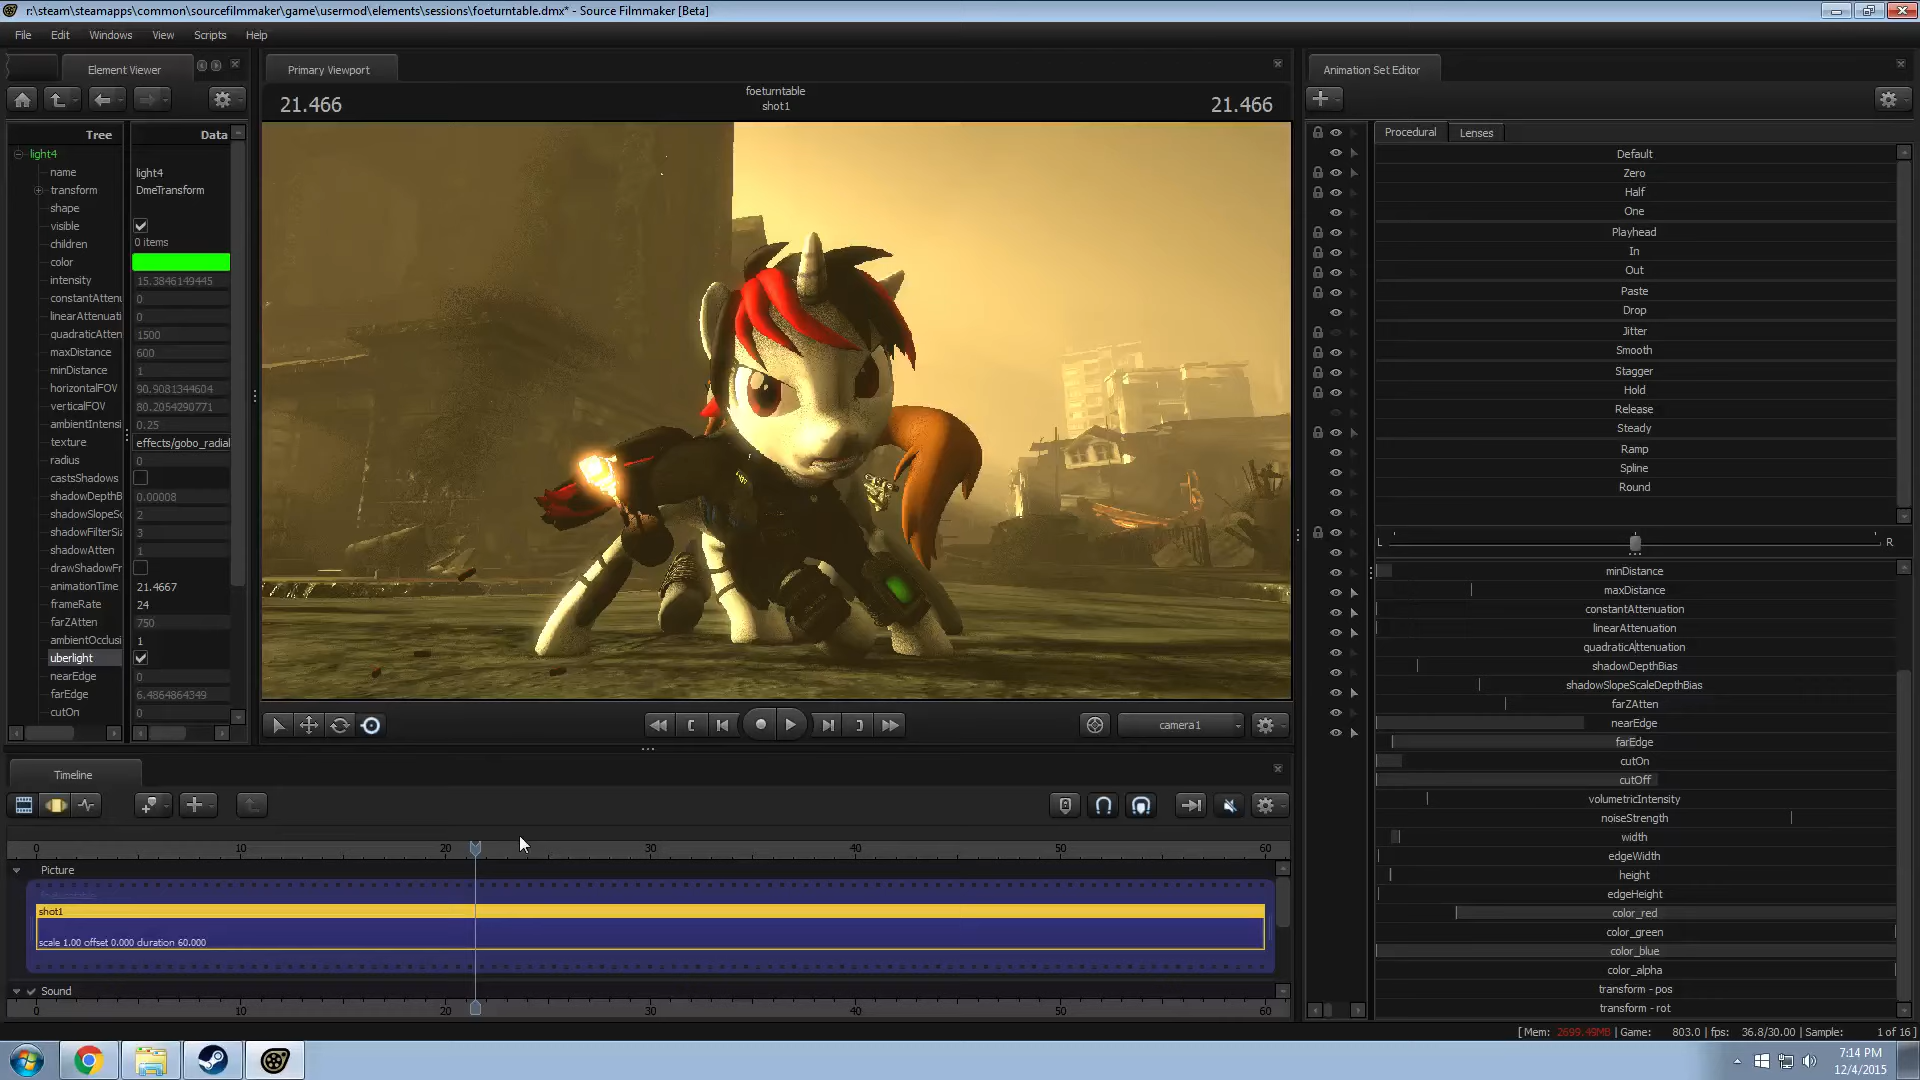 r:\steam\steamapps\common\sourcefilmmaker\game\usermod\elements\sessions\foeturntable.dmx* - Source Filmmaker [Beta]
File Edit Windows View Scripts Help
Element Viewer
Primary Viewport
Animation Set Editor
21.466
foeturntable
shot1
21.466
Tree Data
light4
name light4
transform DmeTransform
shape
visible
children 0 items
color
intensity 15.3846149445
constantAttenu 0
linearAttenuati 0
quadraticAtten 1500
maxDistance 600
minDistance 1
horizontalFOV 90.9081344604
verticalFOV 80.2054290771
ambientIntensi 0.25
texture effects/gobo_radial
radius 0
castsShadows
shadowDepthB 0.00008
shadowSlopeSc 2
shadowFilterSiz 3
shadowAtten 1
drawShadowFr
animationTime 21.4667
frameRate 24
farZAtten 750
ambientOcclusi 1
uberlight
nearEdge 0
farEdge 6.4864864349
cutOn 0
camera1
Procedural Lenses
Default
Zero
Half
One
Playhead
In
Out
Paste
Drop
Jitter
Smooth
Stagger
Hold
Release
Steady
Ramp
Spline
Round
L R
minDistance
maxDistance
constantAttenuation
linearAttenuation
quadraticAttenuation
shadowDepthBias
shadowSlopeScaleDepthBias
farZAtten
nearEdge
farEdge
cutOn
cutOff
volumetricIntensity
noiseStrength
width
edgeWidth
height
edgeHeight
color_red
color_green
color_blue
color_alpha
transform - pos
transform - rot
Timeline
0 10 20 30 40 50 60
Picture
shot1
scale 1.00 offset 0.000 duration 60.000
Sound
0 10 20 30 40 50 60
[ Mem: 2699.49MB | Game: 803.0 | fps: 36.8/30.00 | Sample: 1 of 16 ]
7:14 PM
12/4/2015